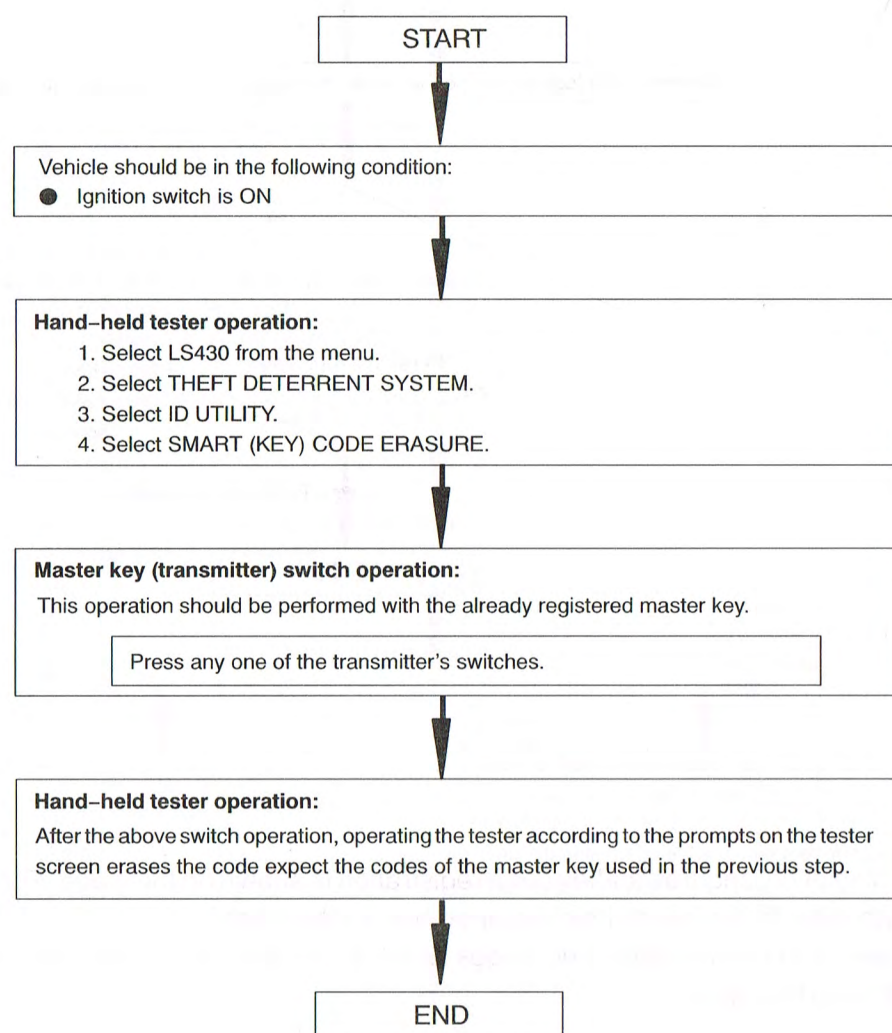 START
Vehicle should be in the following condition:
● Ignition switch is ON
Hand–held tester operation:
1. Select LS430 from the menu.
2. Select THEFT DETERRENT SYSTEM.
3. Select ID UTILITY.
4. Select SMART (KEY) CODE ERASURE.
Master key (transmitter) switch operation:
This operation should be performed with the already registered master key.
Press any one of the transmitter's switches.
Hand–held tester operation:
After the above switch operation, operating the tester according to the prompts on the tester
screen erases the code expect the codes of the master key used in the previous step.
END